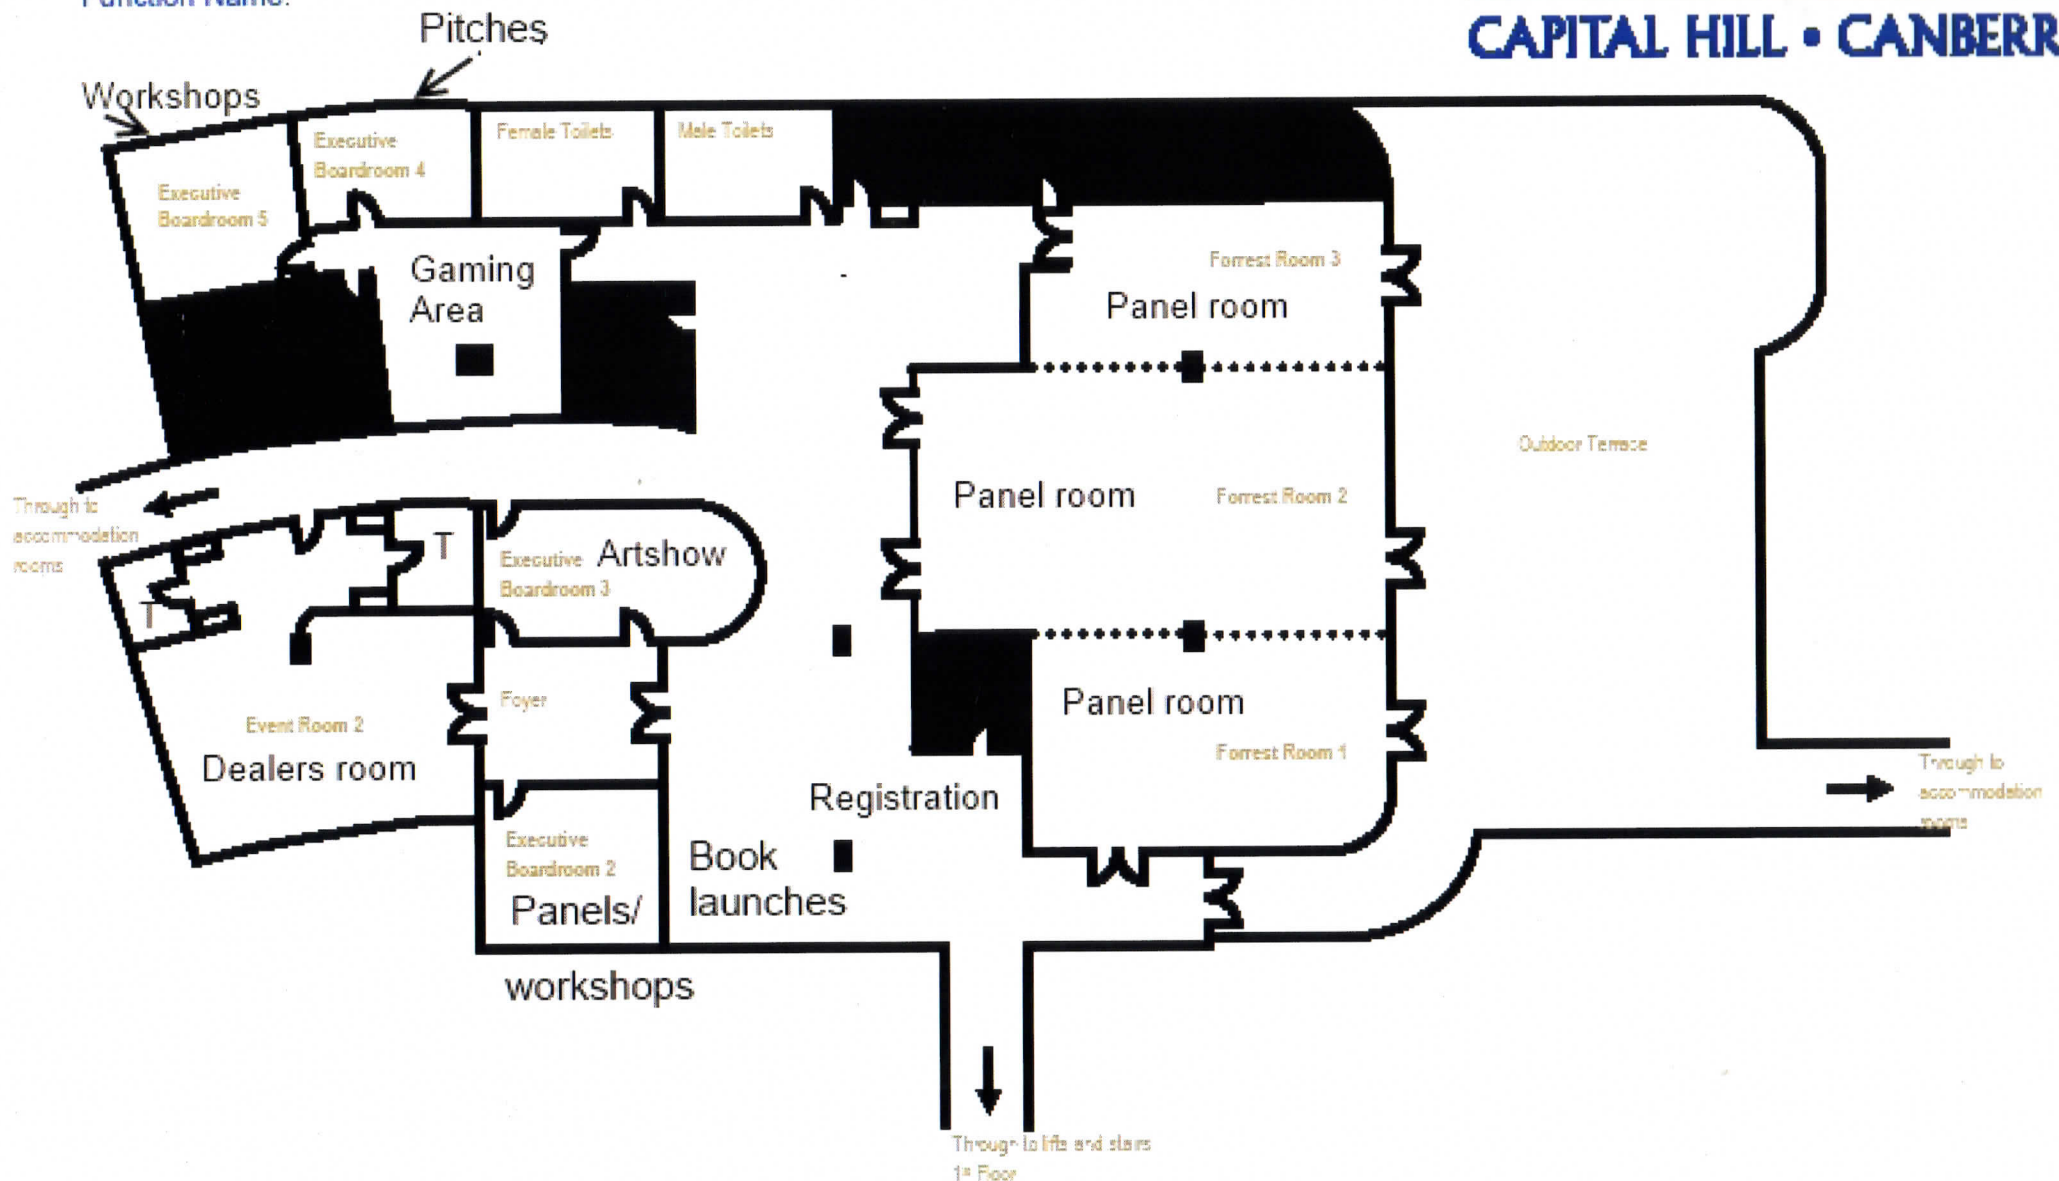 Function Name:
CAPITAL HILL • CANBERR
Pitches
Workshops
Executive
Boardroom 5
Executive
Boardroom 4
Female Toilets
Male Toilets
Gaming
Area
Forrest Room 3
Panel room
Panel room
Forrest Room 2
Outdoor Terrace
Through to
accommodation
rooms
T
T
Executive
Boardroom 3
Artshow
Foyer
Event Room 2
Dealers room
Panel room
Forrest Room 1
Registration
Through to
accommodation
rooms
Executive
Boardroom 2
Panels/
workshops
Book
launches
Through to lifts and stairs
1st Floor